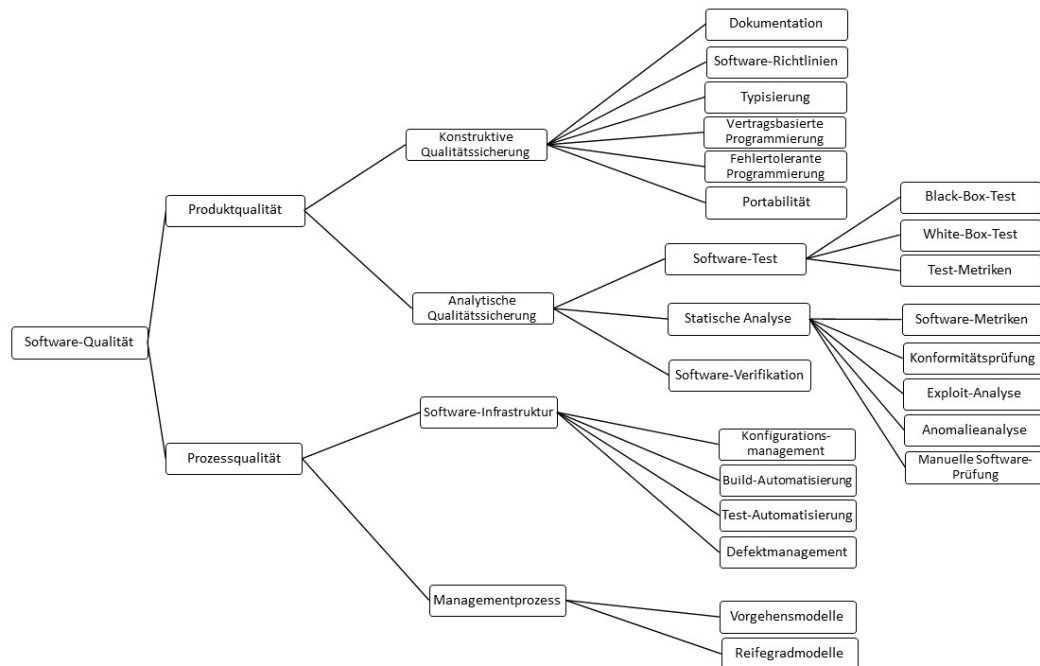 Dokumentation
Software-Richtlinien
Typisierung
Vertragsbasierte
Programmierung
Fehlertolerante
Programmierung
Portabilität
Konstruktive
Qualitätssicherung
Produktqualität
Black-Box-Test
White-Box-Test
Test-Metriken
Software-Test
Analytische
Qualitätssicherung
Statische Analyse
Software-Metriken
Konformitätsprüfung
Exploit-Analyse
Anomalieanalyse
Manuelle Software-
Prüfung
Software-Verifikation
Software-Qualität
Software-Infrastruktur
Prozessqualität
Konfigurations-
management
Build-Automatisierung
Test-Automatisierung
Defektmanagement
Managementprozess
Vorgehensmodelle
Reifegradmodelle